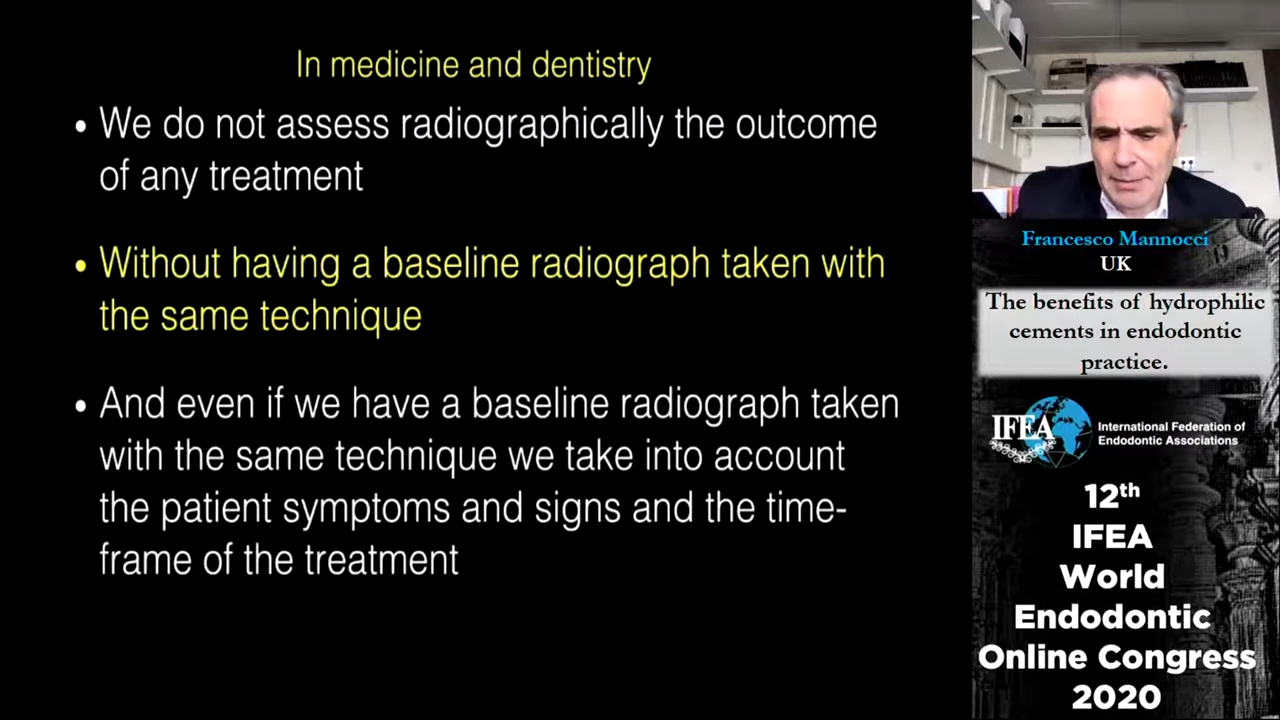 In medicine and dentistry
• We do not assess radiographically the outcome
of any treatment
• Without having a baseline radiograph taken with
the same technique
• And even if we have a baseline radiograph taken
with the same technique we take into account
the patient symptoms and signs and the time-
frame of the treatment
Francesco Mannocci
UK
The benefits of hydrophilic
cements in endodontic
practice.
IFEA
International Federation of
Endodontic Associations
12th
IFEA
World
Endodontic
Online Congress
2020